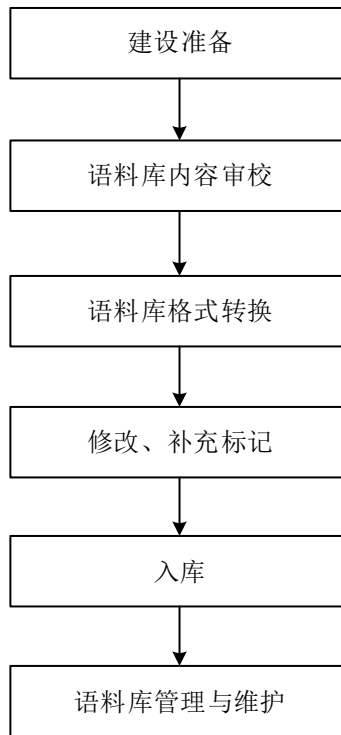 建设准备
语料库内容审校
语料库格式转换
修改、补充标记
入库
语料库管理与维护